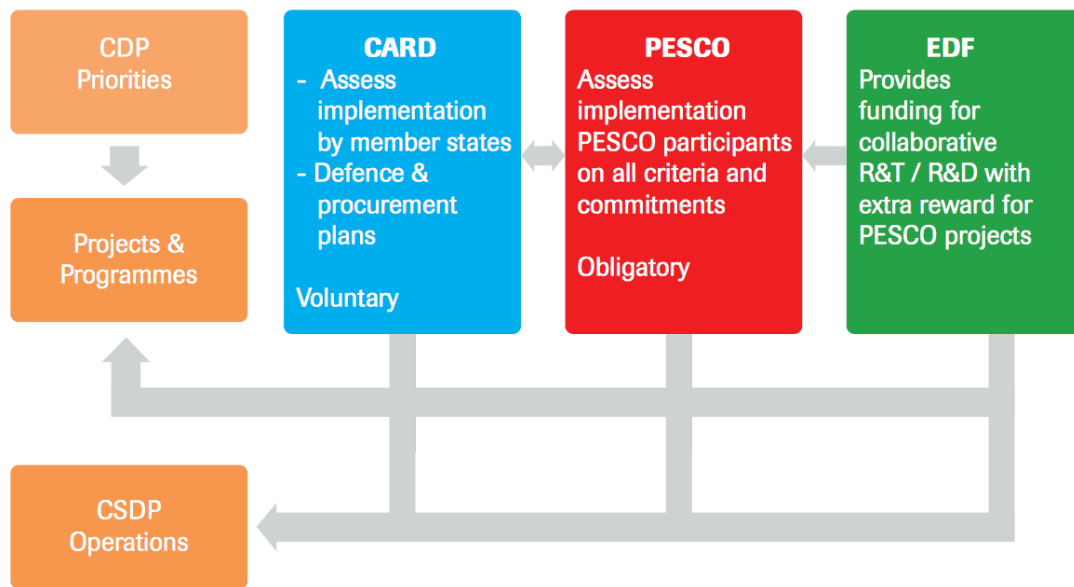 CDP
Priorities
Projects &
Programmes
CSDP
Operations
CARD
- Assess
implementation
by member states
- Defence &
procurement
plans
Voluntary
PESCO
Assess
implementation
PESCO participants
on all criteria and
commitments
Obligatory
EDF
Provides
funding for
collaborative
R&T / R&D with
extra reward for
PESCO projects